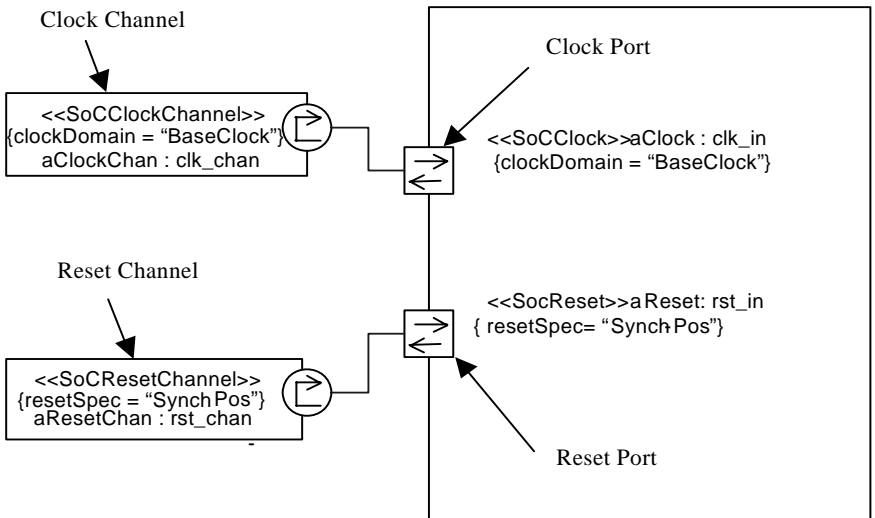 Clock Channel
Clock Port
<<SoCClockChannel>>
{clockDomain = “BaseClock”}
aClockChan : clk_chan
<<SoCClock>>aClock : clk_in
{clockDomain = “BaseClock”}
Reset Channel
<<SocReset>>aReset: rst_in
{ resetSpec= “Synch-Pos”}
<<SoCResetChannel>>
{resetSpec = “Synch Pos”}
aResetChan : rst_chan
-
Reset Port